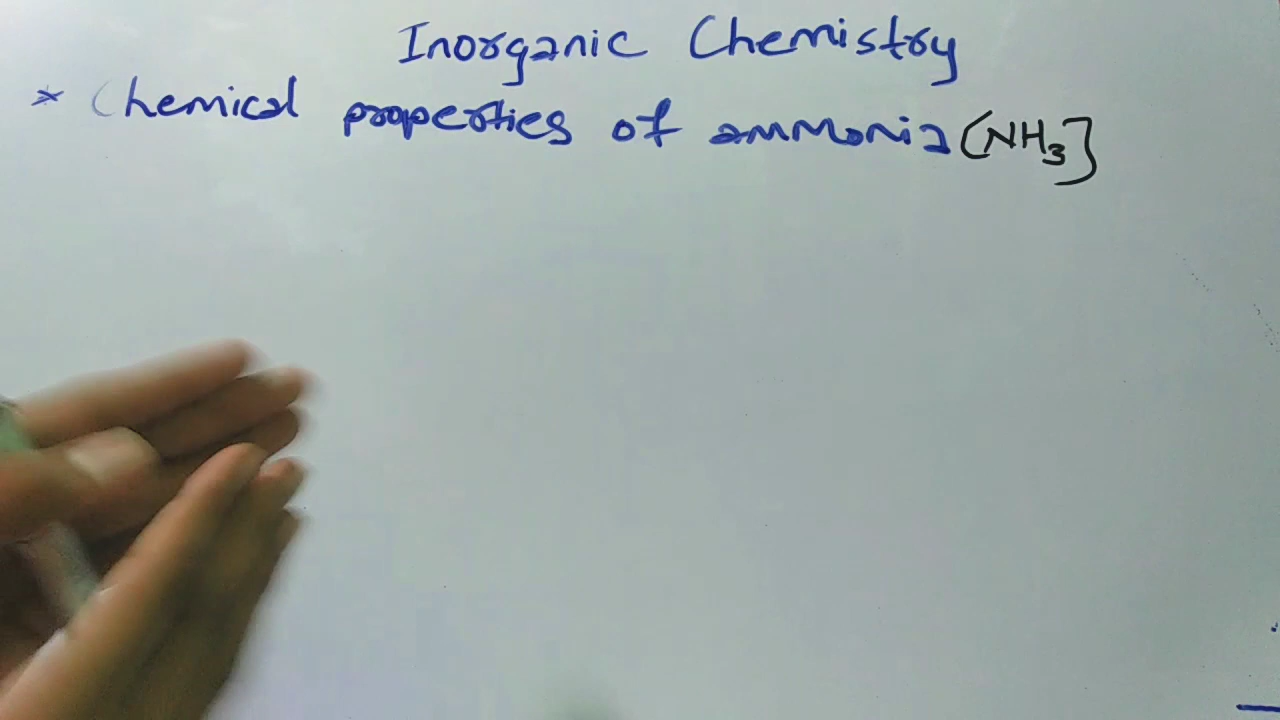 Inorganic Chemistry
* Chemical properties of ammonia (NH3]